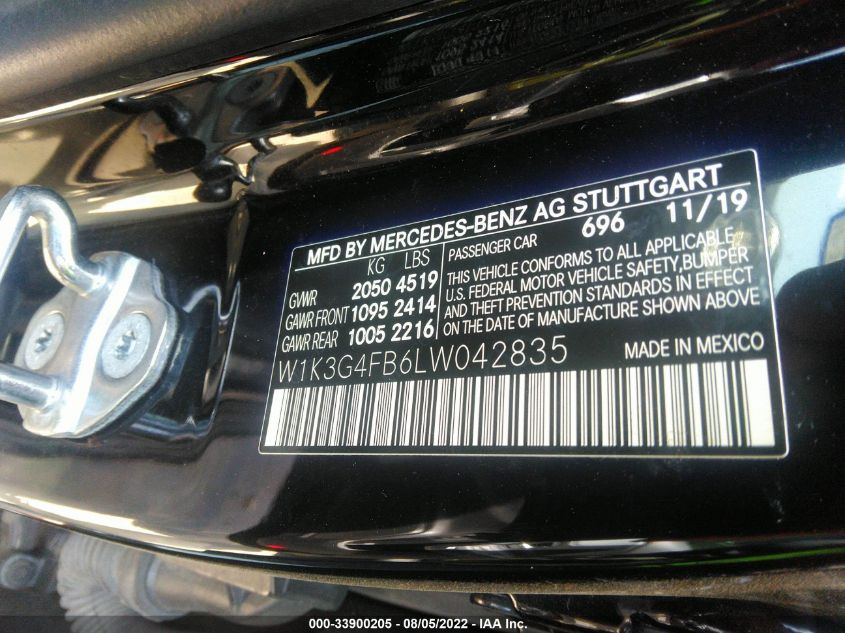 MFD BY MERCEDES-BENZ AG STUTTGART
KG LBS
GVWR 2050 4519
GAWR FRONT 1095 2414
GAWR REAR 1005 2216
PASSENGER CAR 696 11/19
THIS VEHICLE CONFORMS TO ALL APPLICABLE
U.S. FEDERAL MOTOR VEHICLE SAFETY, BUMPER
AND THEFT PREVENTION STANDARDS IN EFFECT
ON THE DATE OF MANUFACTURE SHOWN ABOVE
W1K3G4FB6LW042835 MADE IN MEXICO
000-33900205 - 08/05/2022 - IAA Inc.